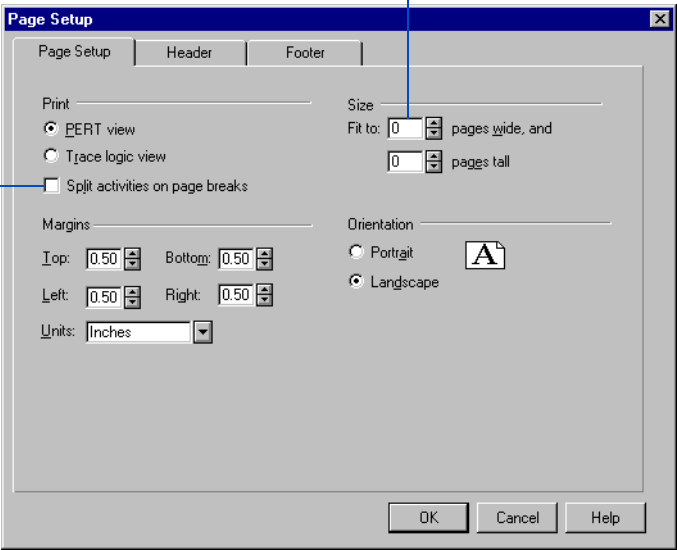 Page Setup
Page Setup Header Footer
Print
PERT view
Trace logic view
Split activities on page breaks
Size
Fit to: 0 pages wide, and
0 pages tall
Margins
Top: 0.50 Bottom: 0.50
Left: 0.50 Right: 0.50
Units: Inches
Orientation
Portrait
Landscape
A
OK Cancel Help